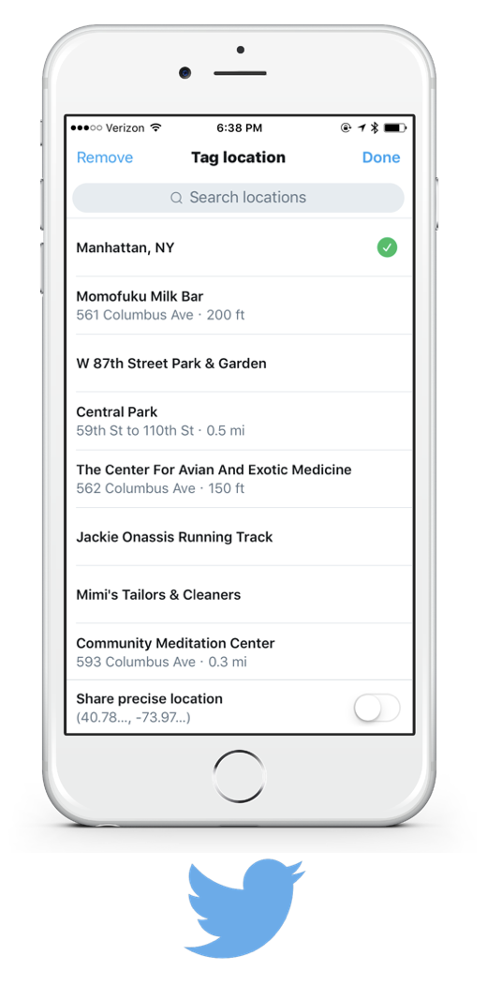 Verizon 6:38 PM
Remove Tag location Done
Search locations
Manhattan, NY
Momofuku Milk Bar
561 Columbus Ave · 200 ft
W 87th Street Park & Garden
Central Park
59th St to 110th St · 0.5 mi
The Center For Avian And Exotic Medicine
562 Columbus Ave · 150 ft
Jackie Onassis Running Track
Mimi's Tailors & Cleaners
Community Meditation Center
593 Columbus Ave · 0.3 mi
Share precise location
(40.78..., -73.97...)